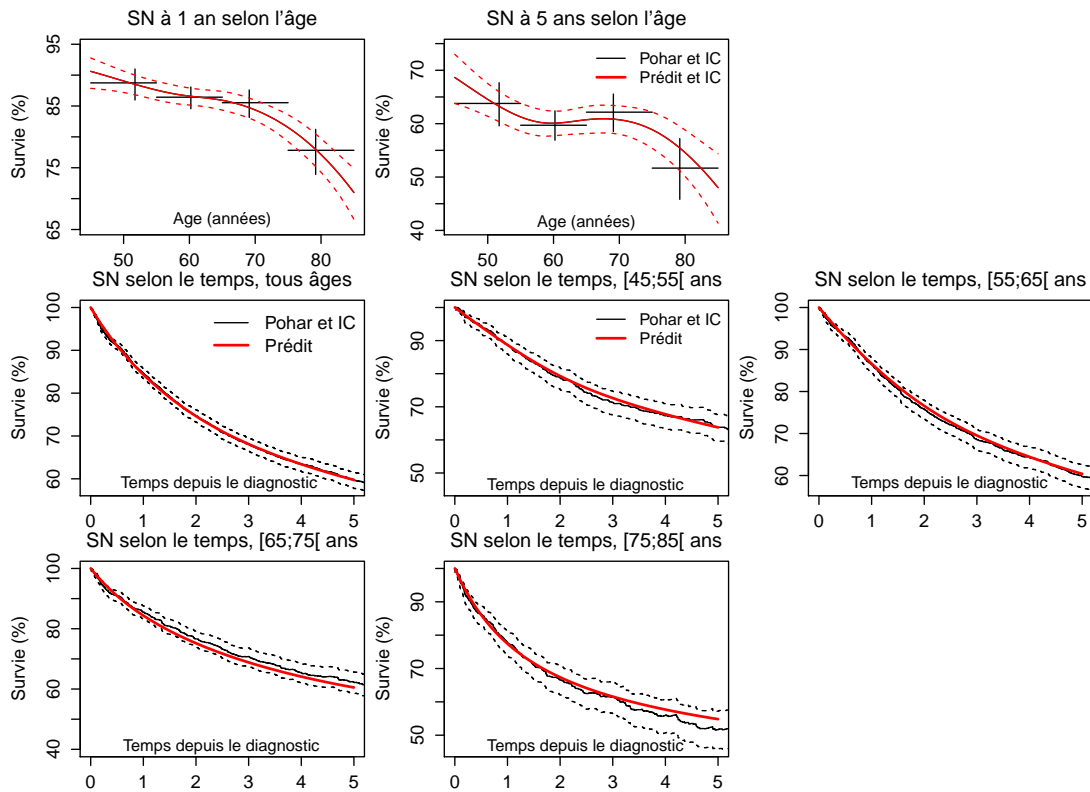 SN à 1 an selon l'âge
Survie (%)
95
85
75
65
Age (années)
50 60 70 80
SN à 5 ans selon l'âge
Survie (%)
70
60
50
40
Pohar et IC
Prédit et IC
Age (années)
50 60 70 80
SN selon le temps, tous âges
Survie (%)
100
90
80
70
60
Pohar et IC
Prédit
Temps depuis le diagnostic
0 1 2 3 4 5
SN selon le temps, [45;55[ ans
Survie (%)
90
70
50
Pohar et IC
Prédit
Temps depuis le diagnostic
0 1 2 3 4 5
SN selon le temps, [55;65[ ans
Survie (%)
100
90
80
70
60
Temps depuis le diagnostic
0 1 2 3 4 5
SN selon le temps, [65;75[ ans
Survie (%)
100
80
60
40
Temps depuis le diagnostic
0 1 2 3 4 5
SN selon le temps, [75;85[ ans
Survie (%)
90
70
50
Temps depuis le diagnostic
0 1 2 3 4 5